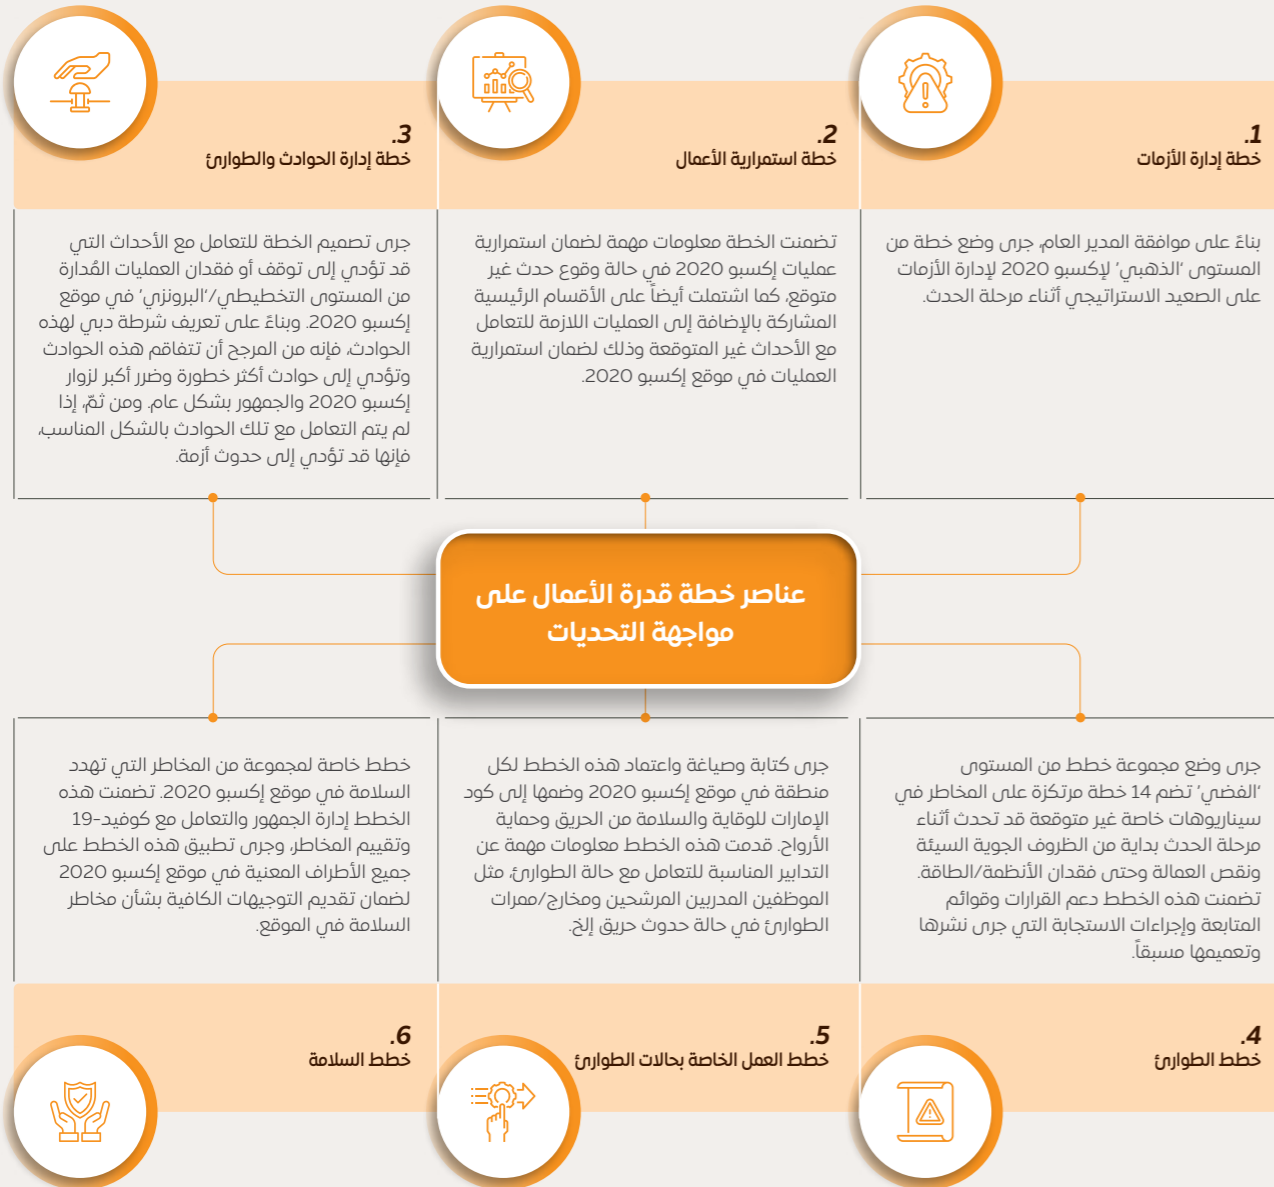 1.
خطة إدارة الأزمات
بناءً على موافقة المدير العام، جرى وضع خطة من
المستوى ’الذهبي‘ لإكسبو 2020 لإدارة الأزمات
على الصعيد الاستراتيجي أثناء مرحلة الحدث.
2.
خطة استمرارية الأعمال
تضمنت الخطة معلومات مهمة لضمان استمرارية
عمليات إكسبو 2020 في حالة وقوع حدث غير
متوقع، كما اشتملت أيضاً على الأقسام الرئيسية
المشاركة بالإضافة إلى العمليات اللازمة للتعامل
مع الأحداث غير المتوقعة وذلك لضمان استمرارية
العمليات في موقع إكسبو 2020.
3.
خطة إدارة الحوادث والطوارئ
جرى تصميم الخطة للتعامل مع الأحداث التي
قد تؤدي إلى توقف أو فقدان العمليات المُدارة
من المستوى التخطيطي/’البرونزي‘ في موقع
إكسبو 2020. وبناءً على تعريف شرطة دبي لهذه
الحوادث، فإنه من المرجح أن تتفاقم هذه الحوادث
وتؤدي إلى حوادث أكثر خطورة وضرر أكبر لزوار
إكسبو 2020 والجمهور بشكل عام. ومن ثمّ، إذا
لم يتم التعامل مع تلك الحوادث بالشكل المناسب،
فإنها قد تؤدي إلى حدوث أزمة.
عناصر خطة قدرة الأعمال على
مواجهة التحديات
جرى وضع مجموعة خطط من المستوى
’الفضي‘ تضم 14 خطة مرتكزة على المخاطر في
سيناريوهات خاصة غير متوقعة قد تحدث أثناء
مرحلة الحدث بداية من الظروف الجوية السيئة
ونقص العمالة وحتى فقدان الأنظمة/الطاقة.
تضمنت هذه الخطط دعم القرارات وقوائم
المتابعة وإجراءات الاستجابة التي جرى نشرها
وتعميمها مسبقاً.
4.
خطط الطوارئ
جرى كتابة وصياغة واعتماد هذه الخطط لكل
منطقة في موقع إكسبو 2020 وضمها إلى كود
الإمارات للوقاية والسلامة من الحريق وحماية
الأرواح. قدمت هذه الخطط معلومات مهمة عن
التدابير المناسبة للتعامل مع حالة الطوارئ، مثل
الموظفين المدربين المرشحين ومخارج/ممرات
الطوارئ في حالة حدوث حريق إلخ.
5.
خطط العمل الخاصة بحالات الطوارئ
خطط خاصة لمجموعة من المخاطر التي تهدد
السلامة في موقع إكسبو 2020. تضمنت هذه
الخطط إدارة الجمهور والتعامل مع كوفيد-19
وتقييم المخاطر، وجرى تطبيق هذه الخطط على
جميع الأطراف المعنية في موقع إكسبو 2020
لضمان تقديم التوجيهات الكافية بشأن مخاطر
السلامة في الموقع.
6.
خطط السلامة